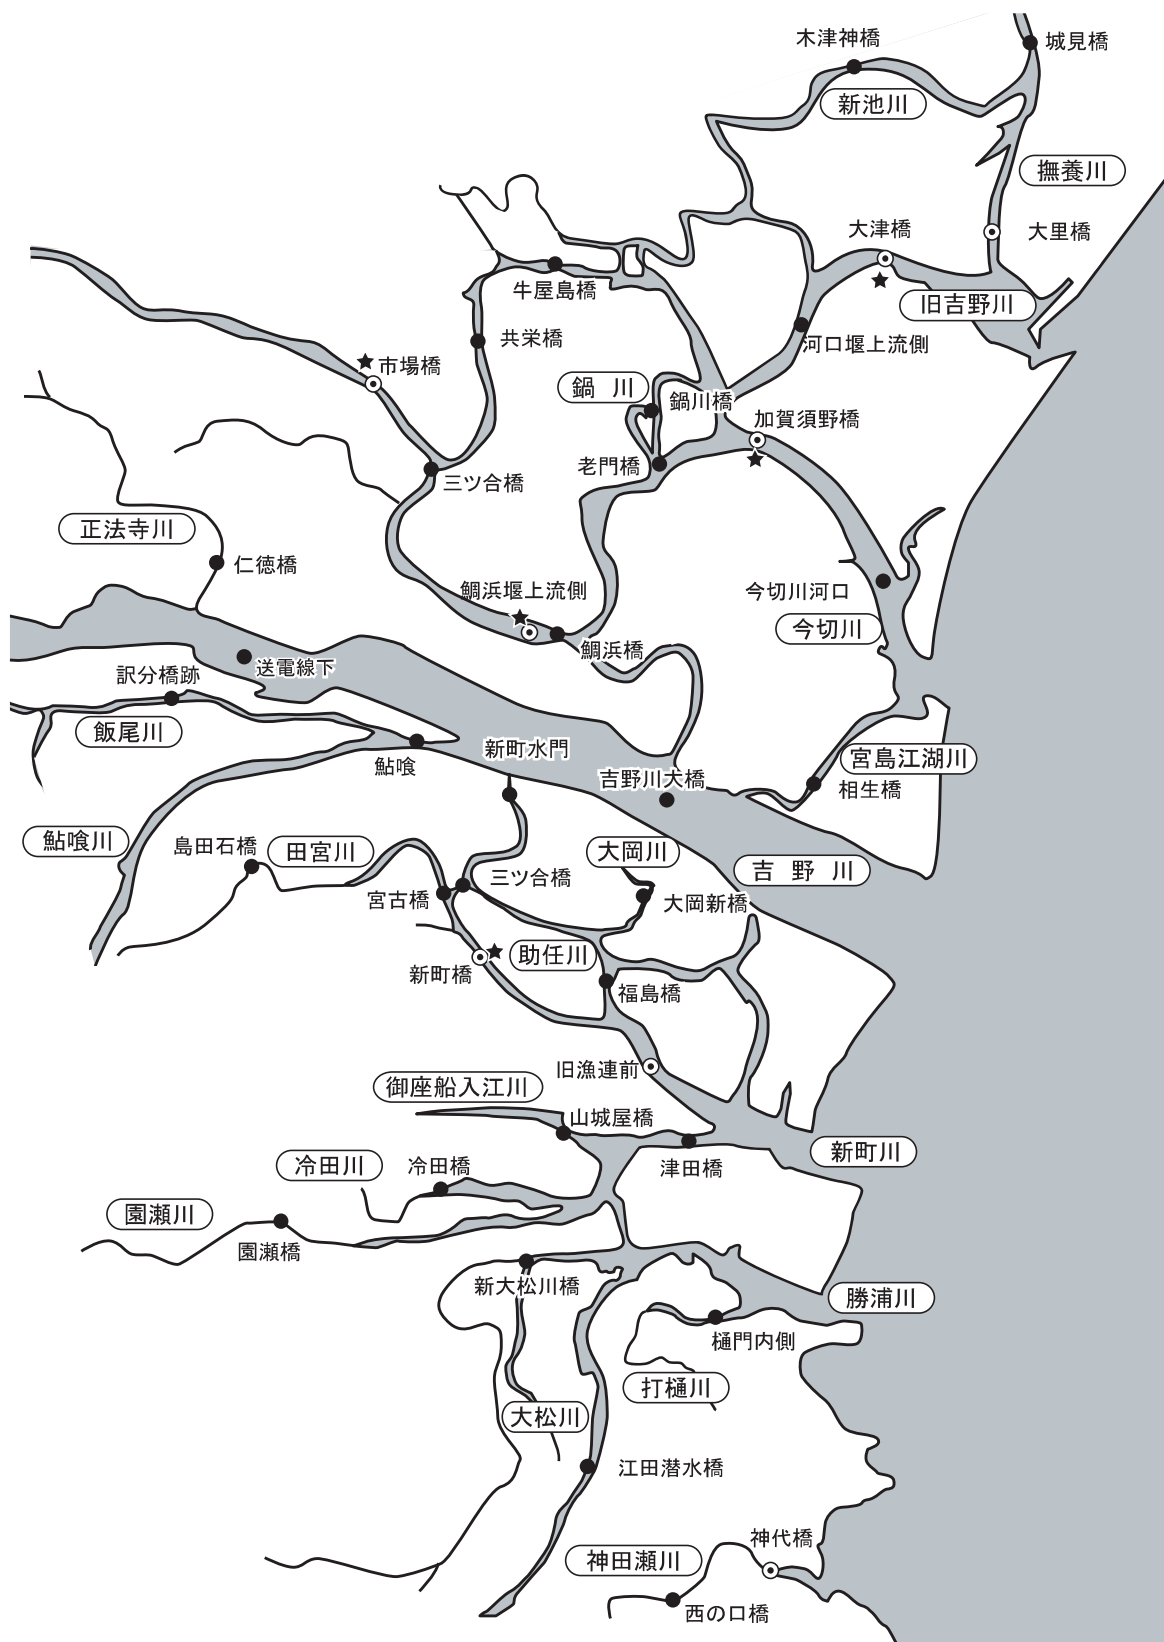 木津神橋
城見橋
新池川
撫養川
大津橋
大里橋
牛屋島橋
旧吉野川
共栄橋
河口堰上流側
市場橋
鍋 川
鍋川橋
加賀須野橋
老門橋
三ツ合橋
正法寺川
仁徳橋
鯛浜堰上流側
今切川河口
今切川
鯛浜橋
送電線下
訳分橋跡
飯尾川
新町水門
鮎喰
吉野川大橋
宮島江湖川
相生橋
鮎喰川
島田石橋
田宮川
大岡川
吉 野 川
三ツ合橋
宮古橋
大岡新橋
助任川
新町橋
福島橋
旧漁連前
御座船入江川
山城屋橋
新町川
冷田川
冷田橋
津田橋
園瀬川
園瀬橋
新大松川橋
勝浦川
樋門内側
打樋川
大松川
江田潜水橋
神代橋
神田瀬川
西の口橋